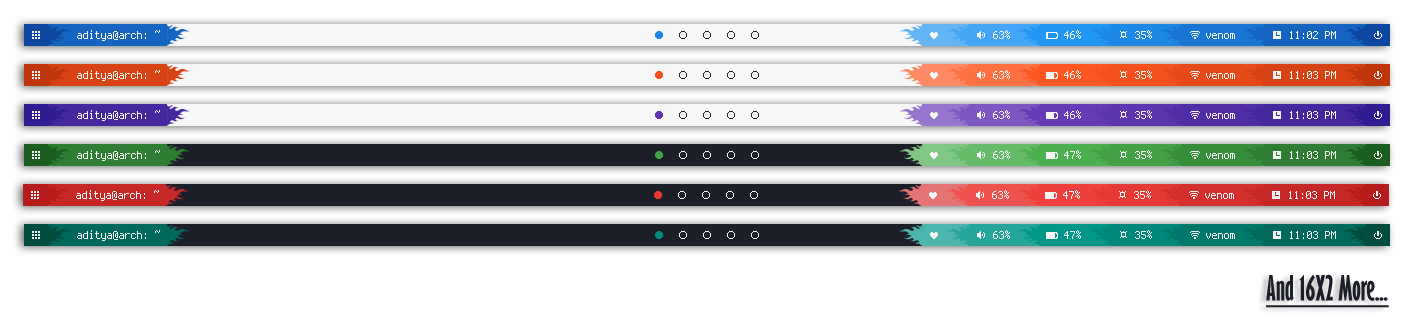 aditya@arch: ~ 63% 46% 35% venom 11:02 PM
aditya@arch: ~ 63% 46% 35% venom 11:03 PM
aditya@arch: ~ 63% 46% 35% venom 11:03 PM
aditya@arch: ~ 63% 47% 35% venom 11:03 PM
aditya@arch: ~ 63% 47% 35% venom 11:03 PM
aditya@arch: ~ 63% 47% 35% venom 11:03 PM
And 16X2 More...